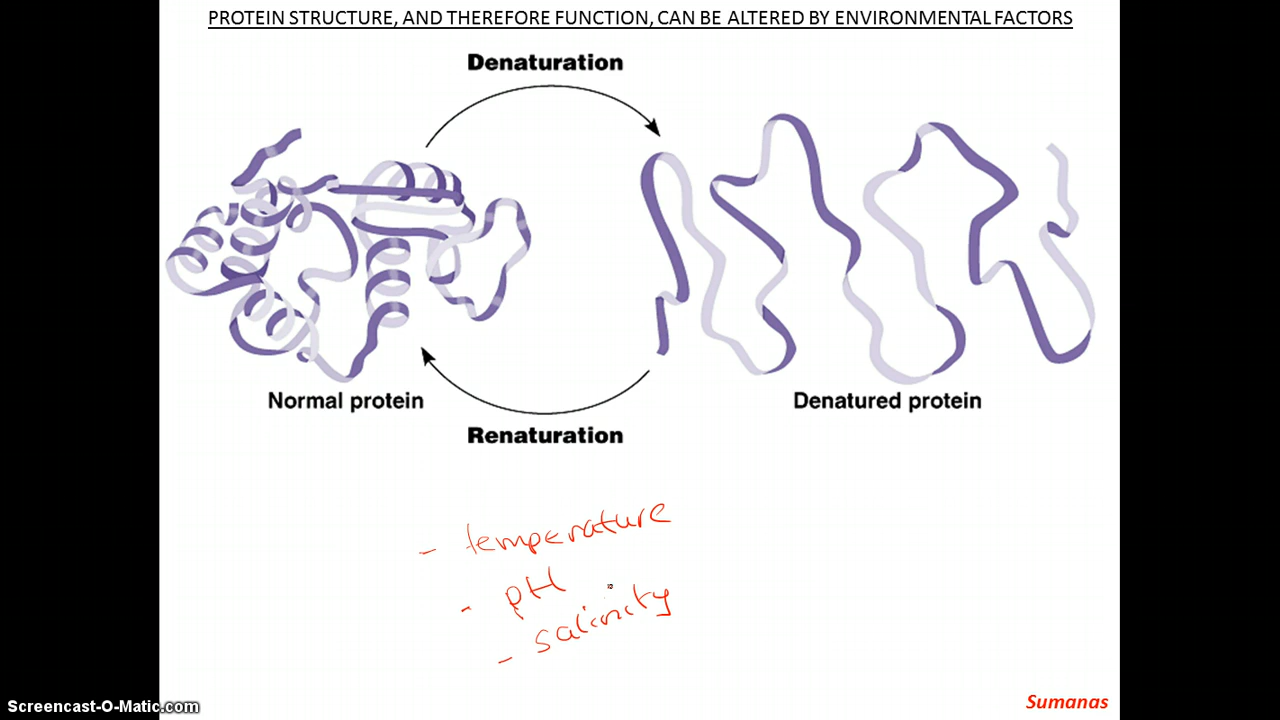 PROTEIN STRUCTURE, AND THEREFORE FUNCTION, CAN BE ALTERED BY ENVIRONMENTAL FACTORS
Denaturation
Normal protein
Denatured protein
Renaturation
- temperature
- pH
- salinity
Sumanas
Screencast-O-Matic.com